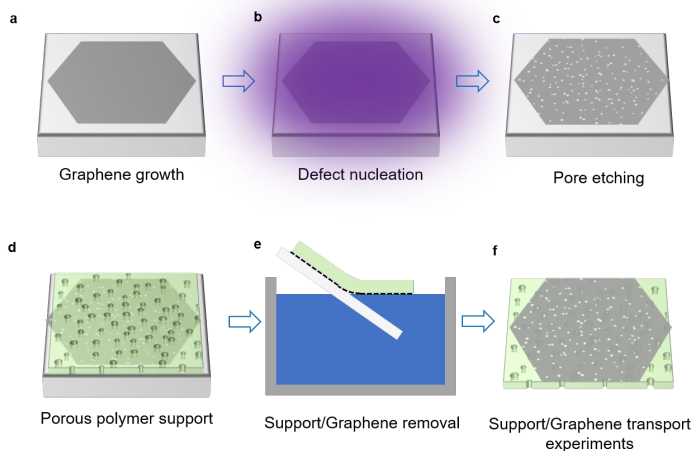 a
b
c
Graphene growth
Defect nucleation
Pore etching
d
e
f
Porous polymer support
Support/Graphene removal
Support/Graphene transport
experiments